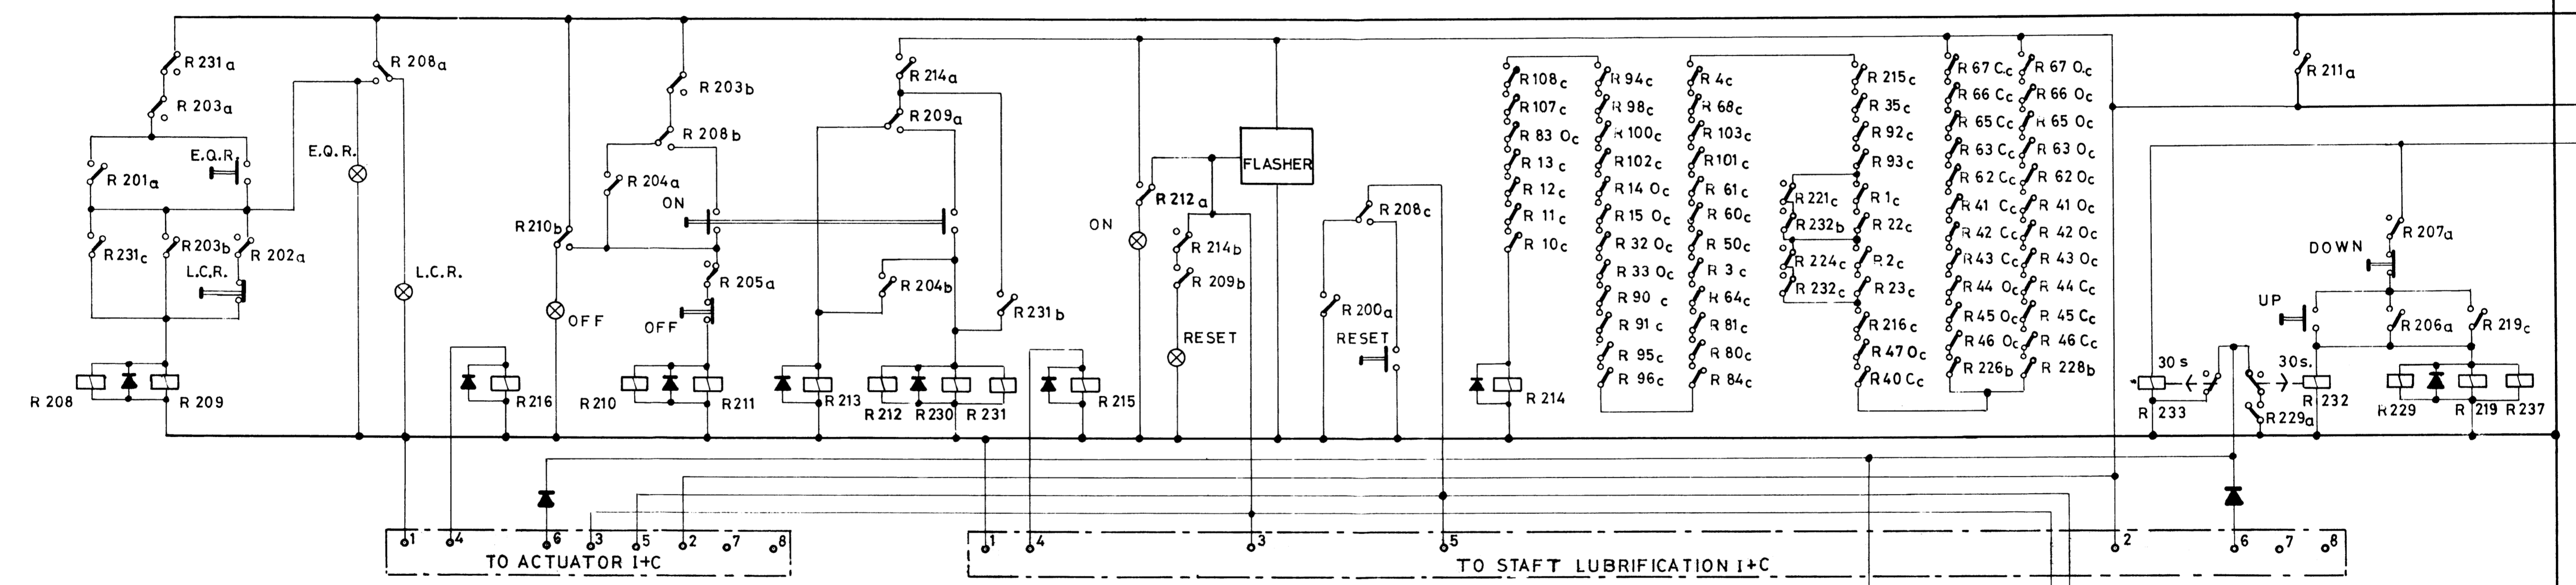 R 231a
R 203a
E.Q.R.
R 201a
R 231c
R 203b
R 202a
L.C.R.
R 208
R 209
R 208a
E.Q.R.
L.C.R.
R 216
R 210b
OFF
R 203b
R 208b
R 204a
ON
R 205a
OFF
R 210
R 211
R 214a
R 209a
R 204b
R 231b
R 213
R 212
R 230
R 231
R 215
FLASHER
R 212a
ON
R 214b
R 209b
RESET
R 208c
R 200a
RESET
R 108c
R 107c
R 83 Oc
R 13c
R 12c
R 11c
R 10c
R 214
R 94c
R 98c
R 100c
R 102c
R 14 Oc
R 15 Oc
R 32 Oc
R 33 Oc
R 90 c
R 91 c
R 95c
R 96c
R 4c
R 68c
R 103c
R 101c
R 61c
R 60c
R 50c
R 3c
R 64c
R 81c
R 80c
R 84c
R 215c
R 35c
R 92c
R 93c
R 221c
R 232b
R 224c
R 232c
R 1c
R 22c
R 2c
R 23c
R 216c
R 47 Oc
R 40 Cc
R 67 Cc
R 66 Cc
R 65 Cc
R 63 Cc
R 62 Cc
R 41 Cc
R 42 Cc
R 43 Cc
R 44 Oc
R 45 Oc
R 46 Oc
R 226b
R 67 Oc
R 66 Oc
R 65 Oc
R 63 Oc
R 62 Oc
R 41 Oc
R 42 Oc
R 43 Oc
R 44 Cc
R 45 Cc
R 46 Cc
R 228b
R 211a
R 207a
DOWN
UP
R 206a
R 219c
30 s
30s.
R 233
R 229a
R 232
R 229
R 219
R 237
1 4 6 3 5 2 7 8
TO ACTUATOR I+C
1 4 3 5 2 6 7 8
TO STAFT LUBRIFICATION I+C